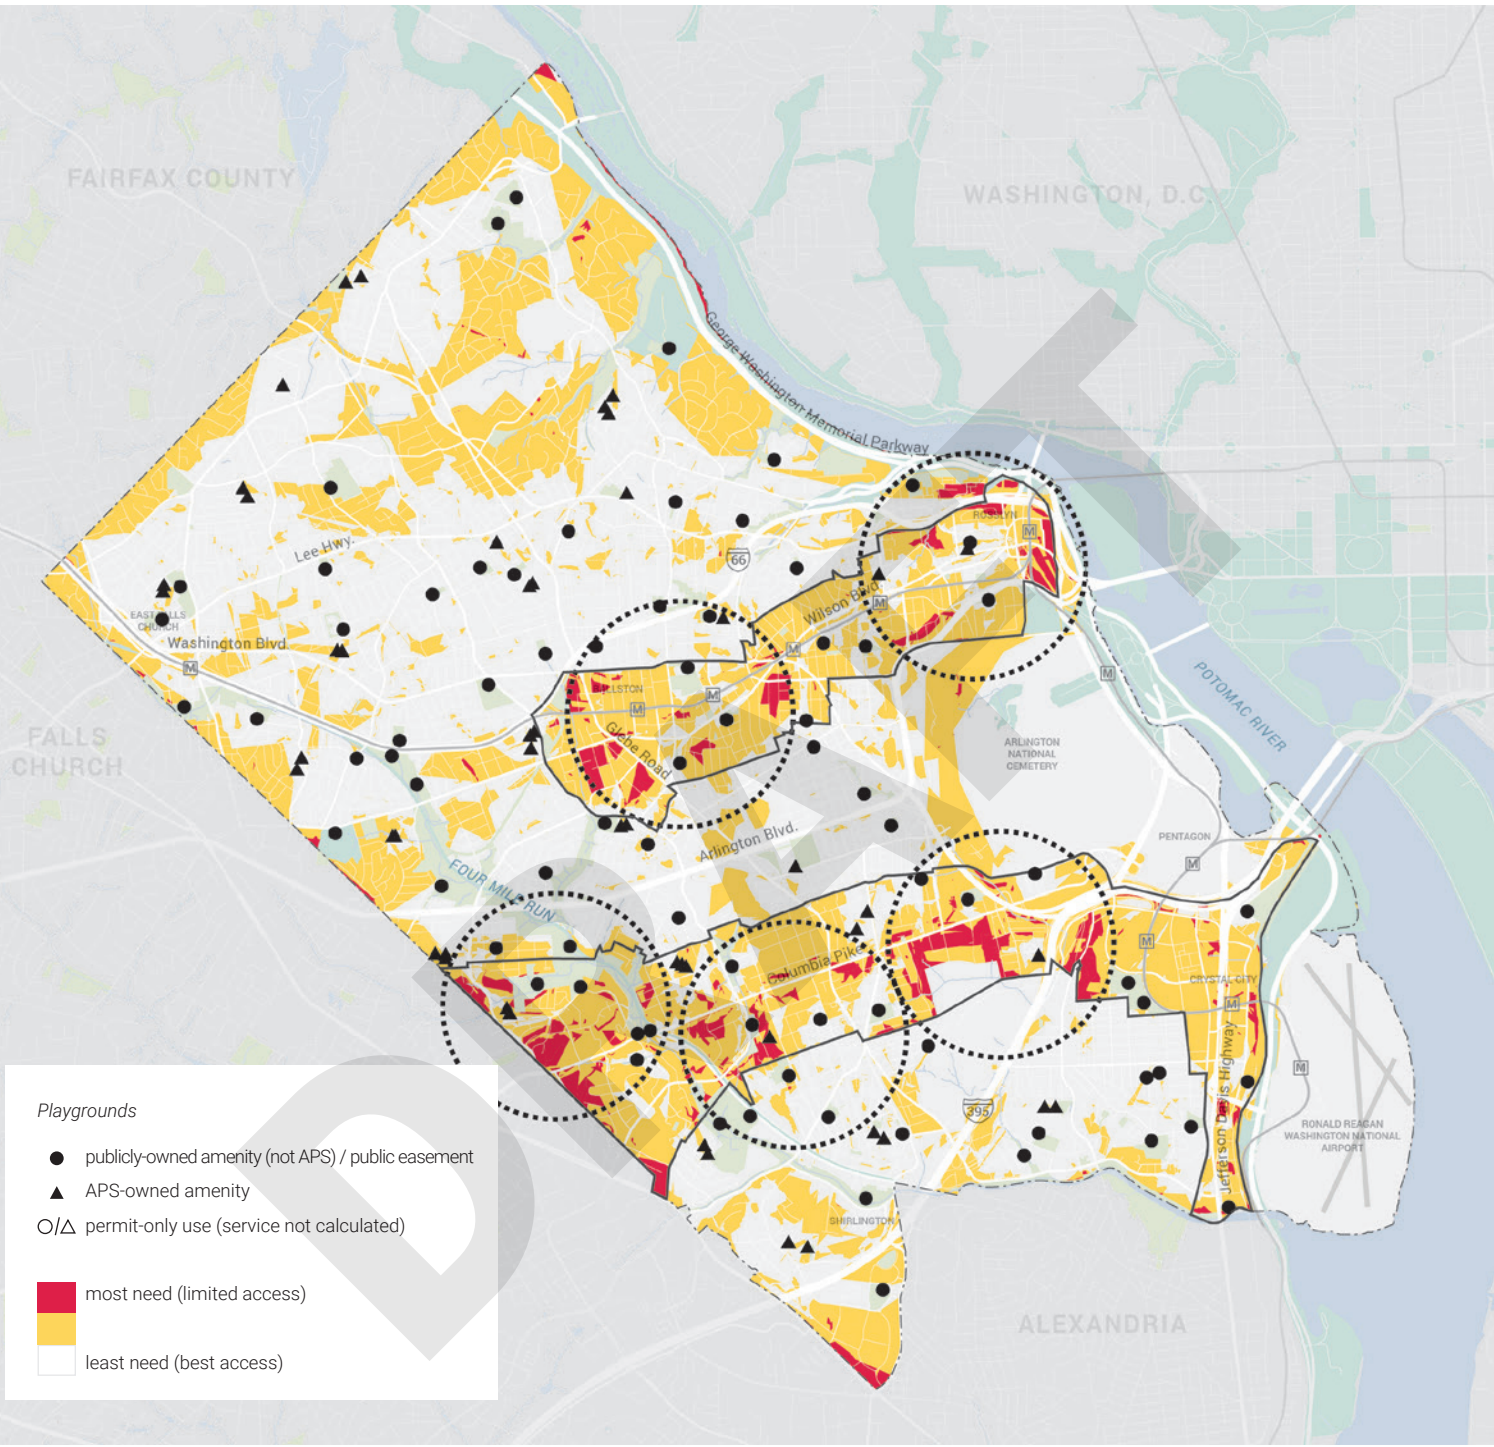 FAIRFAX COUNTY
WASHINGTON, D.C.
George Washington Memorial Parkway
ROSSLYN
M
Lee Hwy.
66
Wilson Blvd.
M
EAST FALLS
CHURCH
Washington Blvd.
M
M
M
BALLSTON
M
M
Glebe Road
POTOMAC RIVER
FALLS
CHURCH
ARLINGTON
NATIONAL
CEMETERY
Arlington Blvd.
PENTAGON
M
FOUR MILE RUN
Columbia Pike
M
CRYSTAL CITY
M
Jefferson Davis Highway
M
395
RONALD REAGAN
WASHINGTON NATIONAL
AIRPORT
SHIRLINGTON
ALEXANDRIA
DRAFT
Playgrounds
publicly-owned amenity (not APS) / public easement
APS-owned amenity
permit-only use (service not calculated)
most need (limited access)
least need (best access)